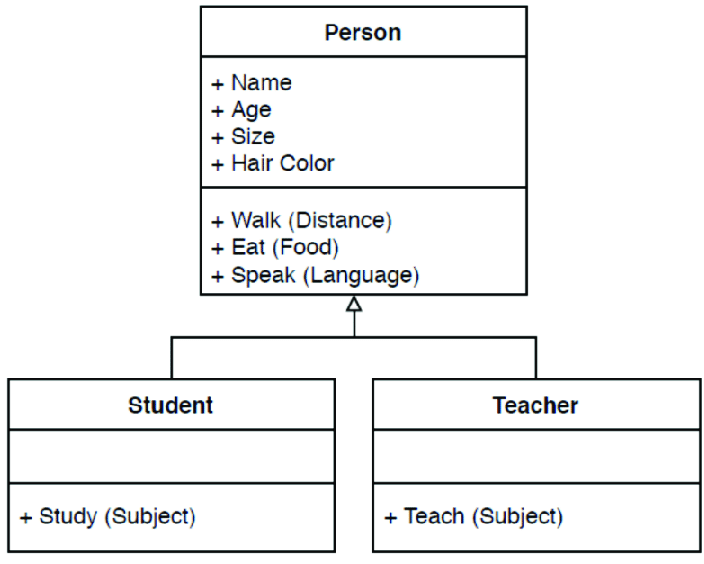 Person
+ Name
+ Age
+ Size
+ Hair Color
+ Walk (Distance)
+ Eat (Food)
+ Speak (Language)
Student
+ Study (Subject)
Teacher
+ Teach (Subject)